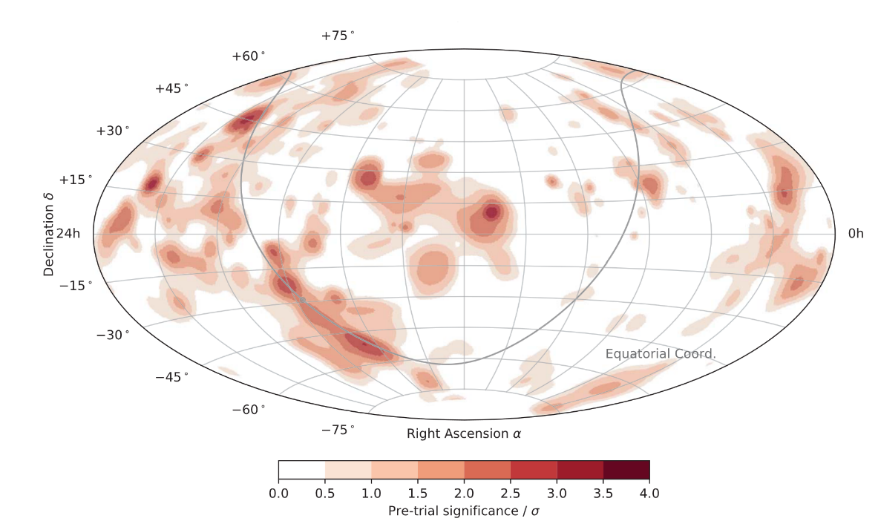 +75°
+60°
+45°
+30°
+15°
24h
0h
−15°
−30°
−45°
−60°
−75°
Declination δ
Equatorial Coord.
Right Ascension α
0.0 0.5 1.0 1.5 2.0 2.5 3.0 3.5 4.0
Pre-trial significance / σ